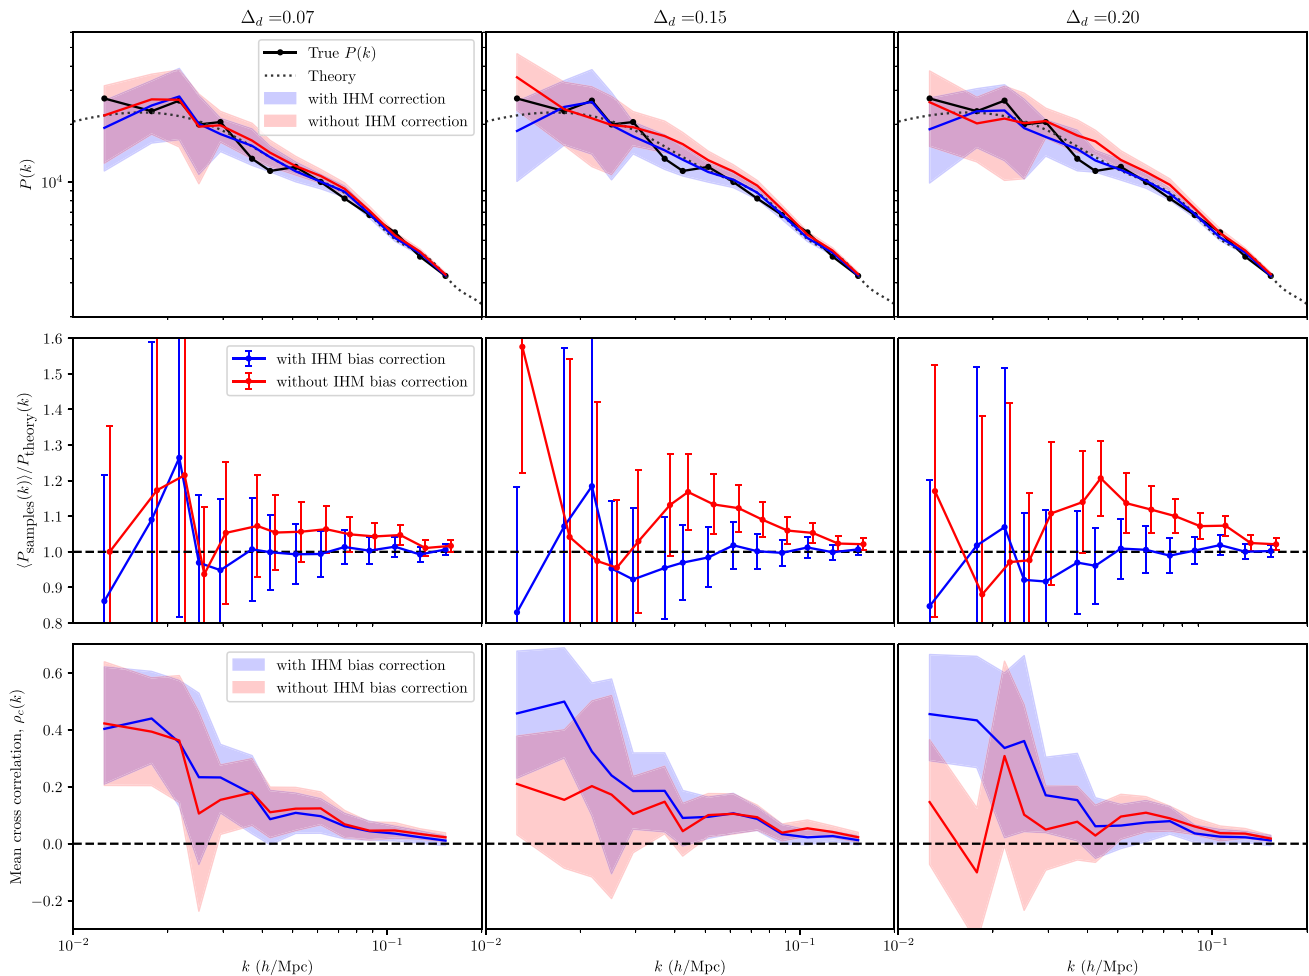 Δ_d =0.07
Δ_d =0.15
Δ_d =0.20
P(k)
10^4
True P(k)
Theory
with IHM correction
without IHM correction
⟨P_samples(k)⟩/P_theory(k)
1.6
1.5
1.4
1.3
1.2
1.1
1.0
0.9
0.8
with IHM bias correction
without IHM bias correction
Mean cross correlation, ρ_c(k)
0.6
0.4
0.2
0.0
−0.2
with IHM bias correction
without IHM bias correction
10^−2
10^−1
10^−2
10^−1
10^−2
10^−1
k (h/Mpc)
k (h/Mpc)
k (h/Mpc)